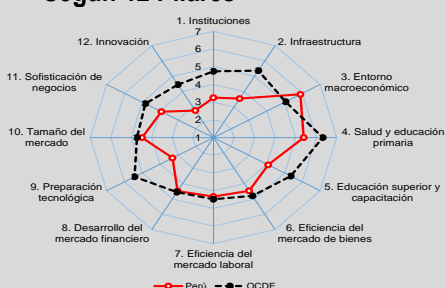 Según 12 Pilares
1. Instituciones
2. Infraestructura
3. Entorno
macroeconómico
4. Salud y educación
primaria
5. Educación superior y
capacitación
6. Eficiencia del
mercado de bienes
7. Eficiencia del
mercado laboral
8. Desarrollo del
mercado financiero
9. Preparación
tecnológica
10. Tamaño del
mercado
11. Sofisticación de
negocios
12. Innovación
7
6
5
4
3
2
1
Perú
OCDE